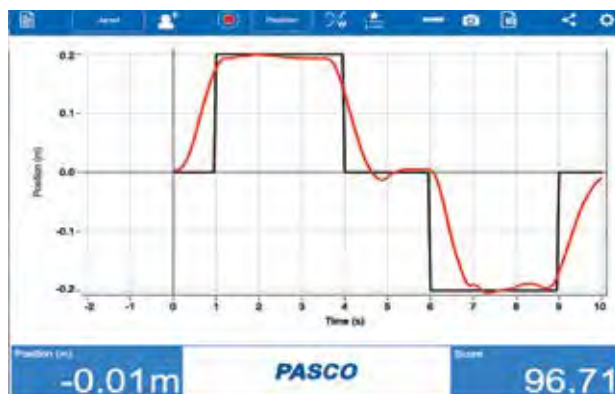 Position
0.2
0.1
0.0
-0.1
-0.2
Position (m)
-2 -1 0 1 2 3 4 5 6 7 8 9 10
Time (s)
Position (m)
-0.01m
PASCO
Score
96.71